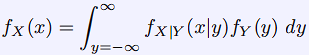 f_X(x) = ∫_{y=−∞}^{∞} f_{X|Y}(x|y) f_Y(y) dy